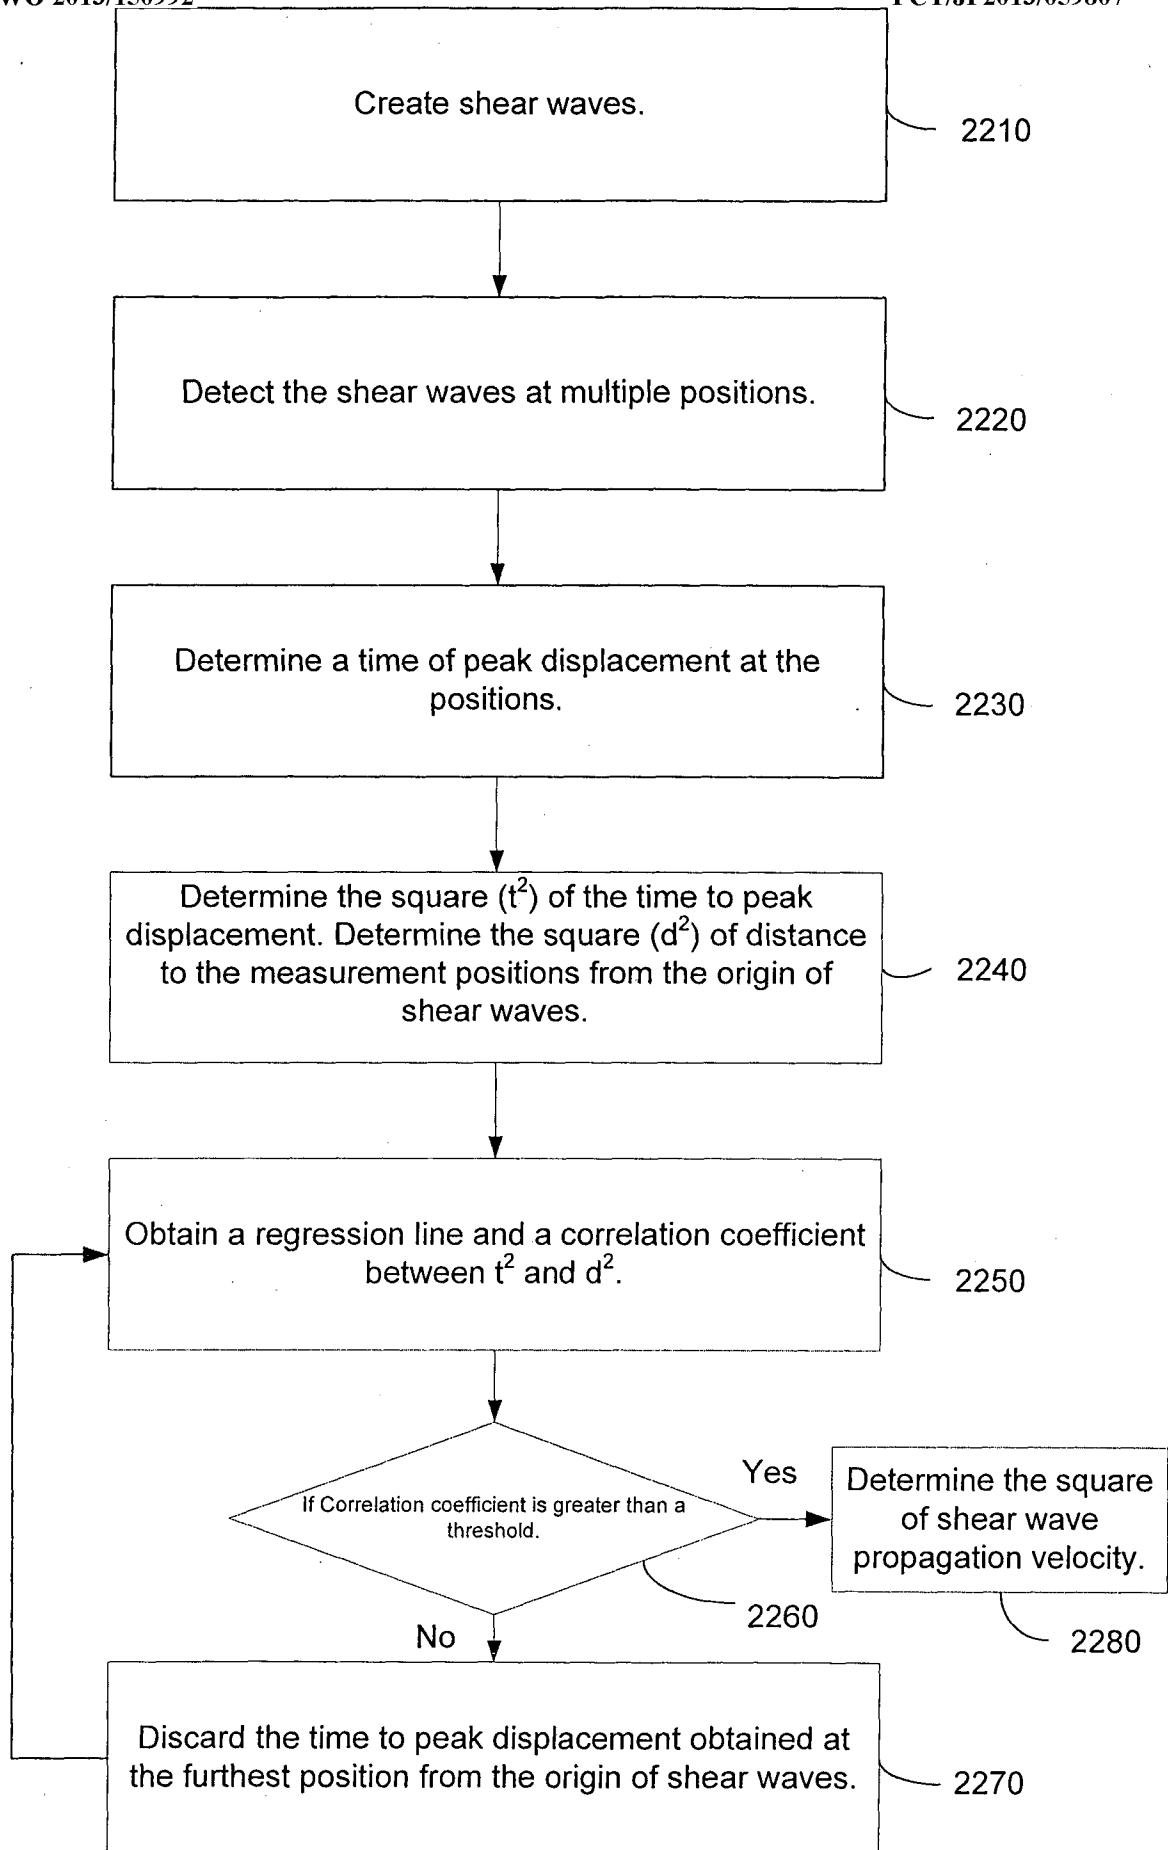 Create shear waves.
2210
Detect the shear waves at multiple positions.
2220
Determine a time of peak displacement at the
positions.
2230
Determine the square (t²) of the time to peak
displacement. Determine the square (d²) of distance
to the measurement positions from the origin of
shear waves.
2240
Obtain a regression line and a correlation coefficient
between t² and d².
2250
If Correlation coefficient is greater than a
threshold.
2260
Yes
Determine the square
of shear wave
propagation velocity.
2280
No
Discard the time to peak displacement obtained at
the furthest position from the origin of shear waves.
2270